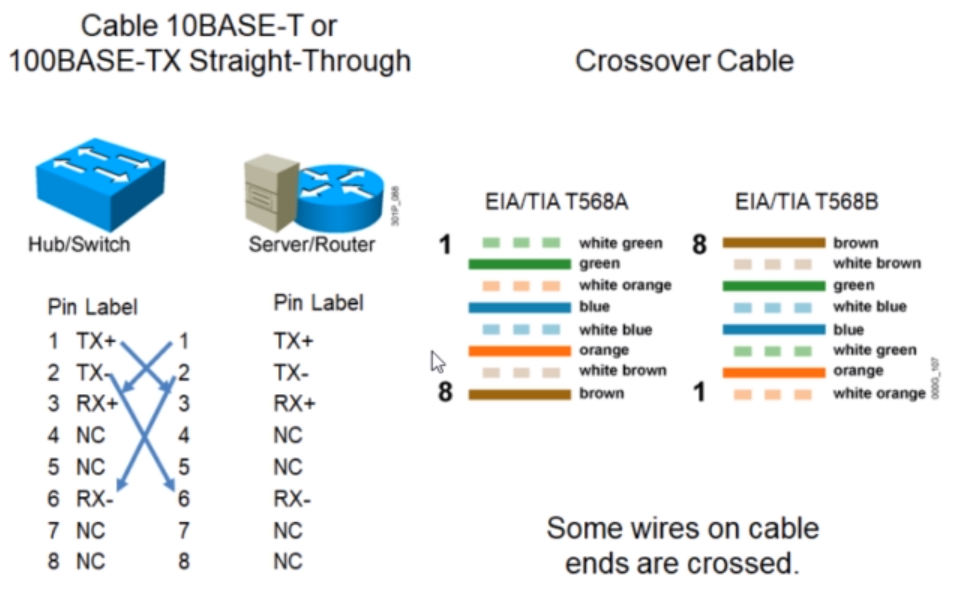 Cable 10BASE-T or
100BASE-TX Straight-Through
Crossover Cable
301P_088
Hub/Switch
Server/Router
Pin Label
1 TX+ 1
2 TX- 2
3 RX+ 3
4 NC 4
5 NC 5
6 RX- 6
7 NC 7
8 NC 8
Pin Label
TX+
TX-
RX+
NC
NC
RX-
NC
NC
EIA/TIA T568A
1 white green
green
white orange
blue
white blue
orange
white brown
8 brown
EIA/TIA T568B
8 brown
white brown
green
white blue
blue
white green
orange
1 white orange
000G_107
Some wires on cable
ends are crossed.